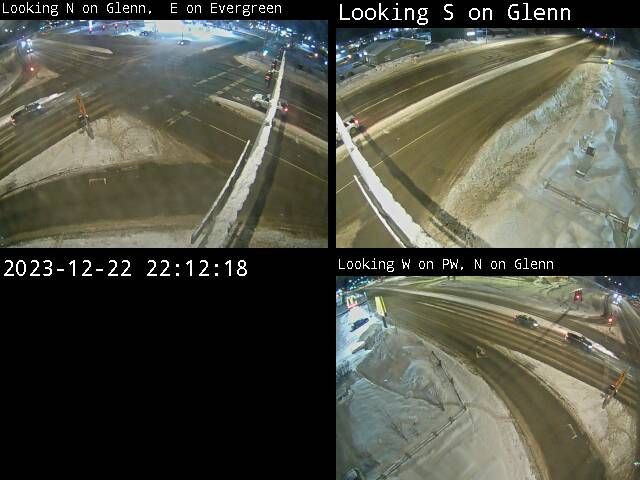 Looking N on Glenn,  E on Evergreen
Looking S on Glenn
2023-12-22 22:12:18
Looking W on PW, N on Glenn